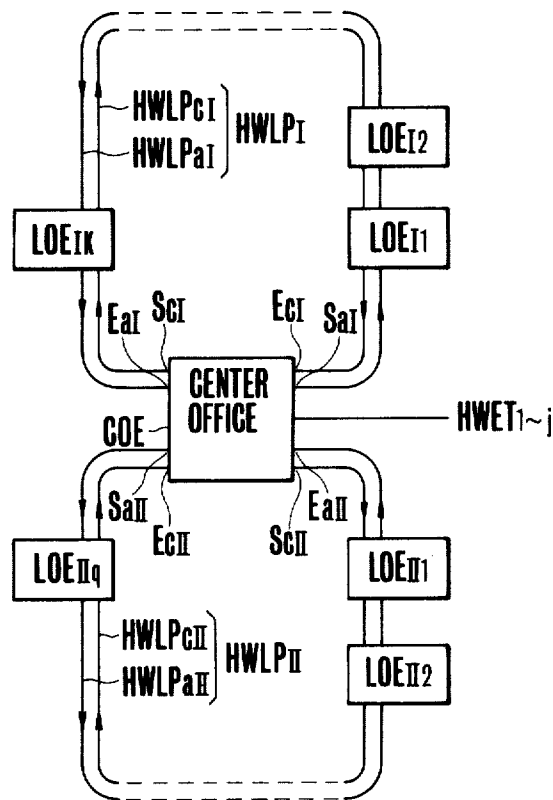 HWLPcI
HWLPaI
HWLPI
LOEI2
LOEIK
LOEI1
ScI
EaI
EcI
SaI
CENTER
OFFICE
COE
HWET1~j
SaII
EcII
EaII
ScII
LOEIIq
LOEII1
HWLPcII
HWLPaII
HWLPII
LOEII2